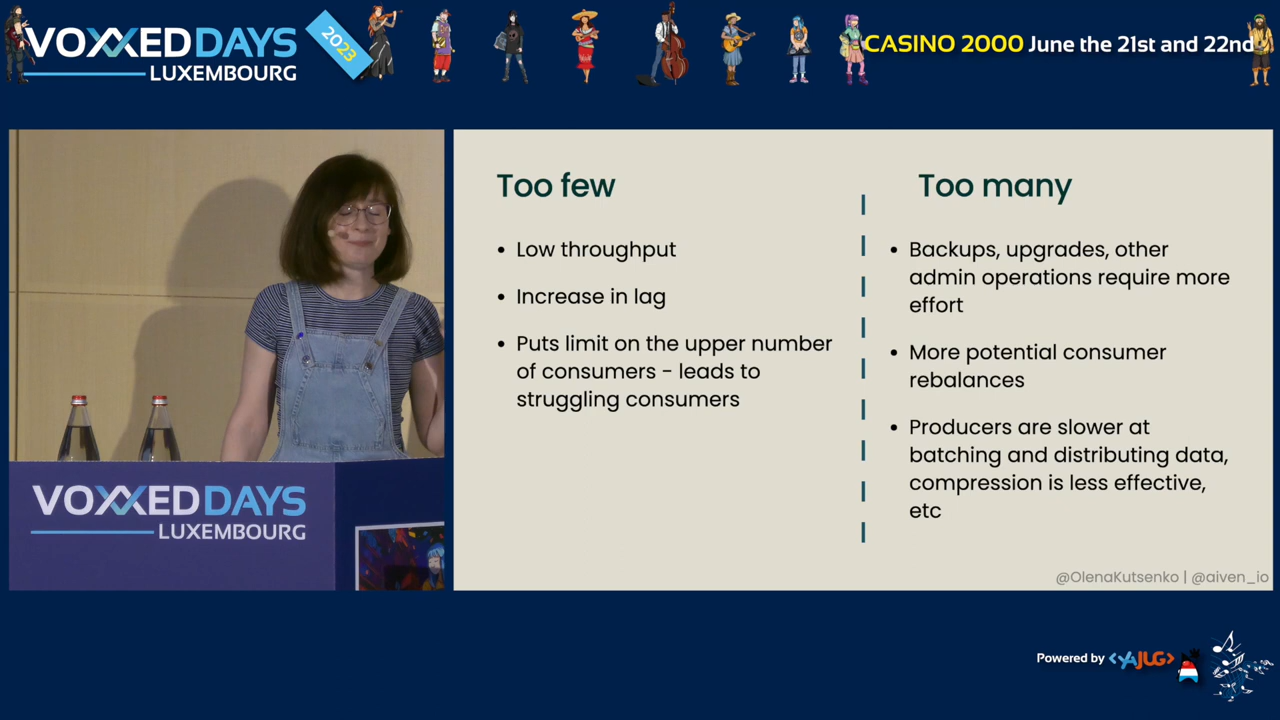 VOXXEDDAYS
LUXEMBOURG
2023
CASINO 2000 June the 21st and 22nd
Too few
• Low throughput
• Increase in lag
• Puts limit on the upper number
of consumers - leads to
struggling consumers
Too many
• Backups, upgrades, other
admin operations require more
effort
• More potential consumer
rebalances
• Producers are slower at
batching and distributing data,
compression is less effective,
etc
@OlenaKutsenko | @aiven_io
VOXXEDDAYS
LUXEMBOURG
Powered by <YAJUG>